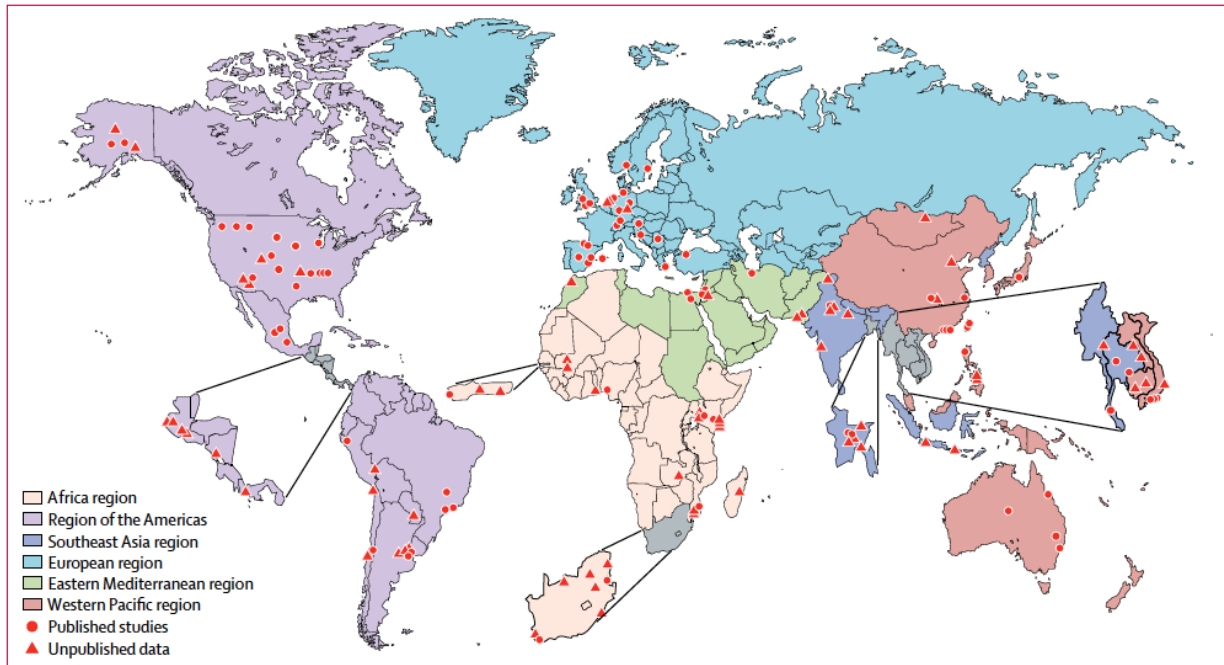 Africa region
Region of the Americas
Southeast Asia region
European region
Eastern Mediterranean region
Western Pacific region
Published studies
Unpublished data